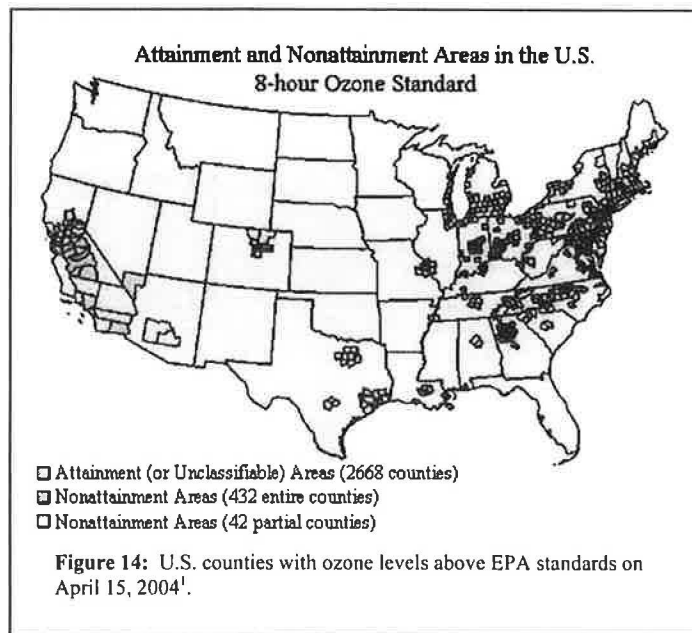 Attainment and Nonattainment Areas in the U.S.
8-hour Ozone Standard
Attainment (or Unclassifiable) Areas (2668 counties)
Nonattainment Areas (432 entire counties)
Nonattainment Areas (42 partial counties)
Figure 14: U.S. counties with ozone levels above EPA standards on
April 15, 2004¹.